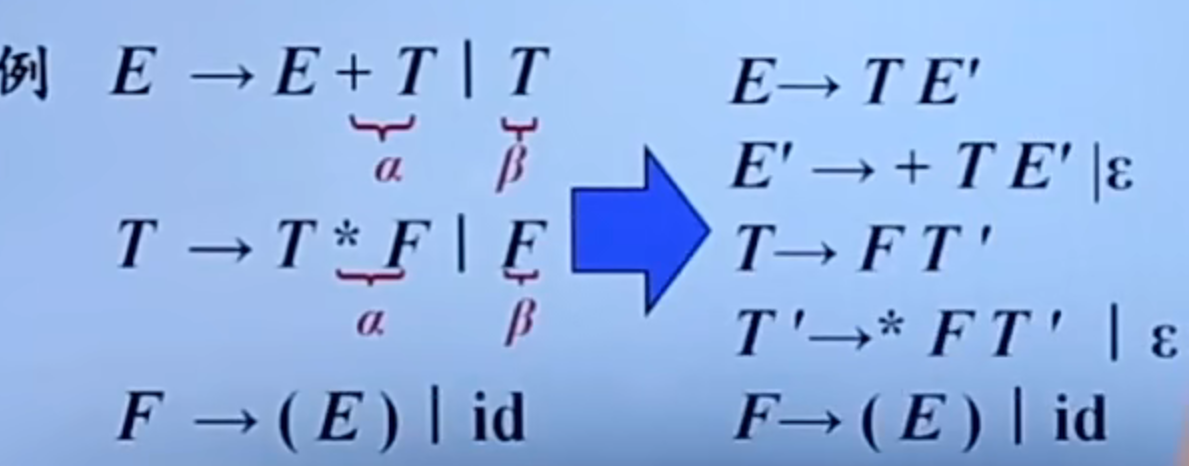 例 E → E + T | T
α β
T → T * F | F
α β
F → ( E ) | id
E → T E'
E' → + T E' | ε
T → F T '
T ' → * F T ' | ε
F → ( E ) | id